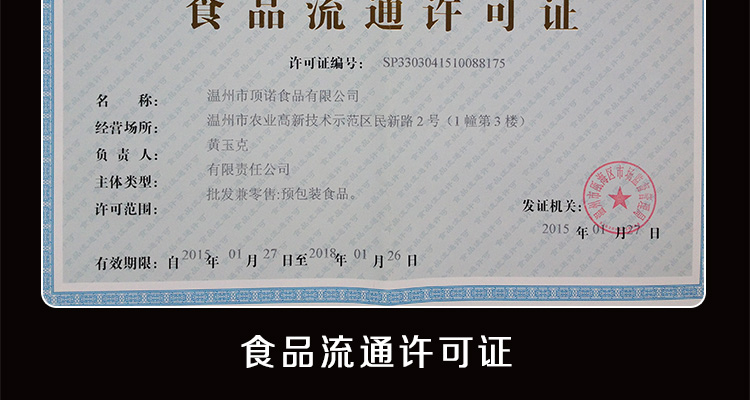 食品流通许可证
许可证编号： SP3303041510088175
名 称： 温州市顶诺食品有限公司
经营场所： 温州市农业高新技术示范区民新路2号（1幢第3楼）
负责人： 黄玉克
主体类型： 有限责任公司
许可范围： 批发兼零售:预包装食品。
发证机关：
温州市瓯海区市场监督管理局
2015 年 01 月 27 日
有效期限：自 2015 年 01 月 27 日至 2018 年 01 月 26 日
食品流通许可证